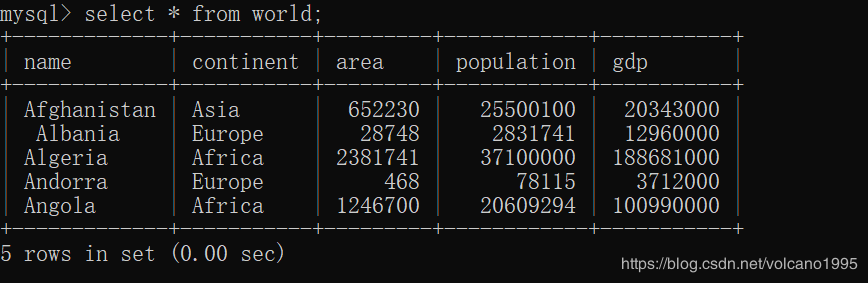 mysql> select * from world;
+-------------+-----------+---------+------------+-----------+
| name        | continent | area    | population | gdp       |
+-------------+-----------+---------+------------+-----------+
| Afghanistan | Asia      |  652230 |   25500100 |  20343000 |
|  Albania    | Europe    |   28748 |    2831741 |  12960000 |
| Algeria     | Africa    | 2381741 |   37100000 | 188681000 |
| Andorra     | Europe    |     468 |      78115 |   3712000 |
| Angola      | Africa    | 1246700 |   20609294 | 100990000 |
+-------------+-----------+---------+------------+-----------+
5 rows in set (0.00 sec)
https://blog.csdn.net/volcano1995